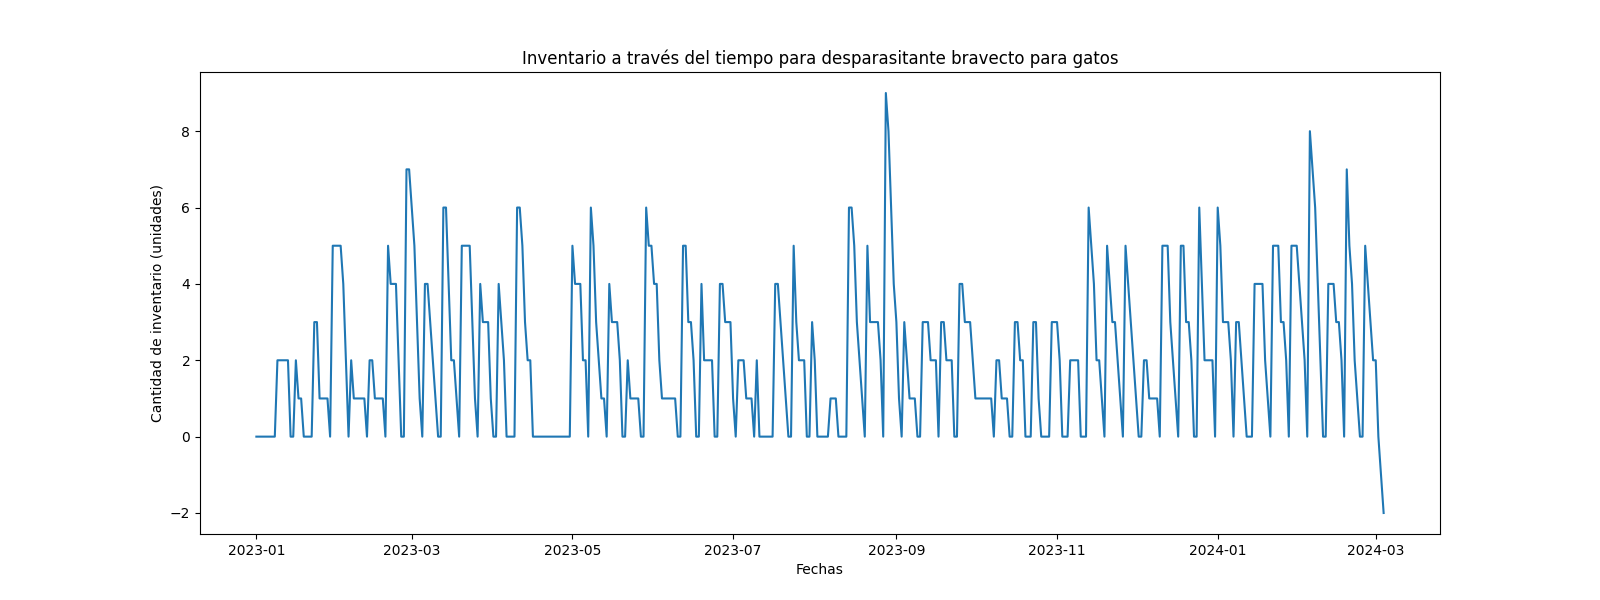 Inventario a través del tiempo para desparasitante bravecto para gatos
Cantidad de inventario (unidades)
8
6
4
2
0
−2
2023-01 2023-03 2023-05 2023-07 2023-09 2023-11 2024-01 2024-03
Fechas